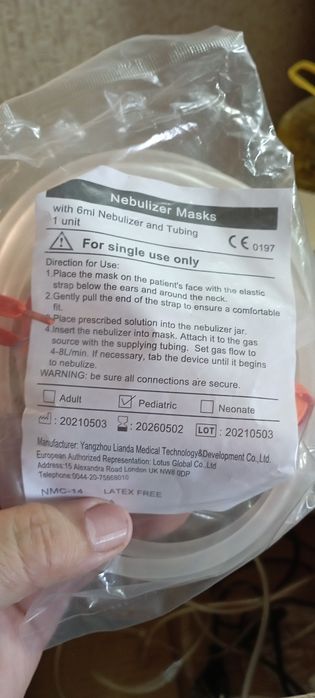 Nebulizer Masks
with 6ml Nebulizer and Tubing
1 unit
CE 0197
For single use only
Direction for Use:
1.Place the mask on the patient's face with the elastic
strap below the ears and around the neck.
2.Gently pull the end of the strap to ensure a comfortable
fit.
3.Place prescribed solution into the nebulizer jar.
4.Insert the nebulizer into mask. Attach it to the gas
source with the supplying tubing. Set gas flow to
4-8L/min. If necessary, tab the device until it begins
to nebulize.
WARNING: be sure all connections are secure.
Adult Pediatric Neonate
: 20210503 : 20260502 LOT : 20210503
Manufacturer: Yangzhou Lianda Medical Technology&Development Co.,Ltd.
European Authorized Representation: Lotus Global Co.,Ltd
Address:15 Alexandra Road London UK NW8 0DP
Telephone:0044-20-75868010
NMC-14 LATEX FREE